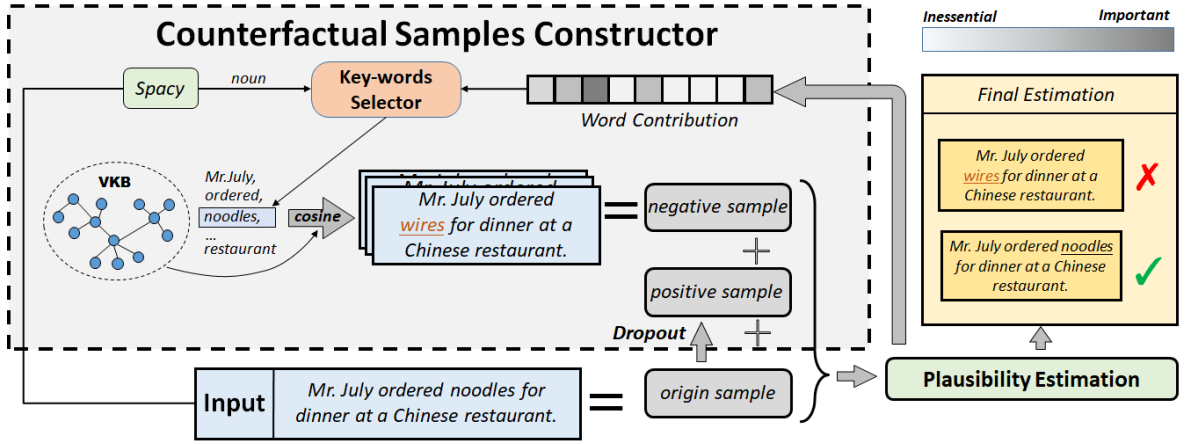 Counterfactual Samples Constructor
Inessential
Important
Spacy
noun
Key-words
Selector
Word Contribution
Final Estimation
Mr. July ordered
wires for dinner at a
Chinese restaurant.
✗
Mr. July ordered noodles
for dinner at a Chinese
restaurant.
✓
VKB
Mr.July,
ordered,
noodles,
...
restaurant
cosine
Mr. July ordered
Mr. July ordered
wires for dinner at a
Chinese restaurant.
=
negative sample
+
positive sample
Dropout
+
Input
Mr. July ordered noodles for
dinner at a Chinese restaurant.
=
origin sample
Plausibility Estimation